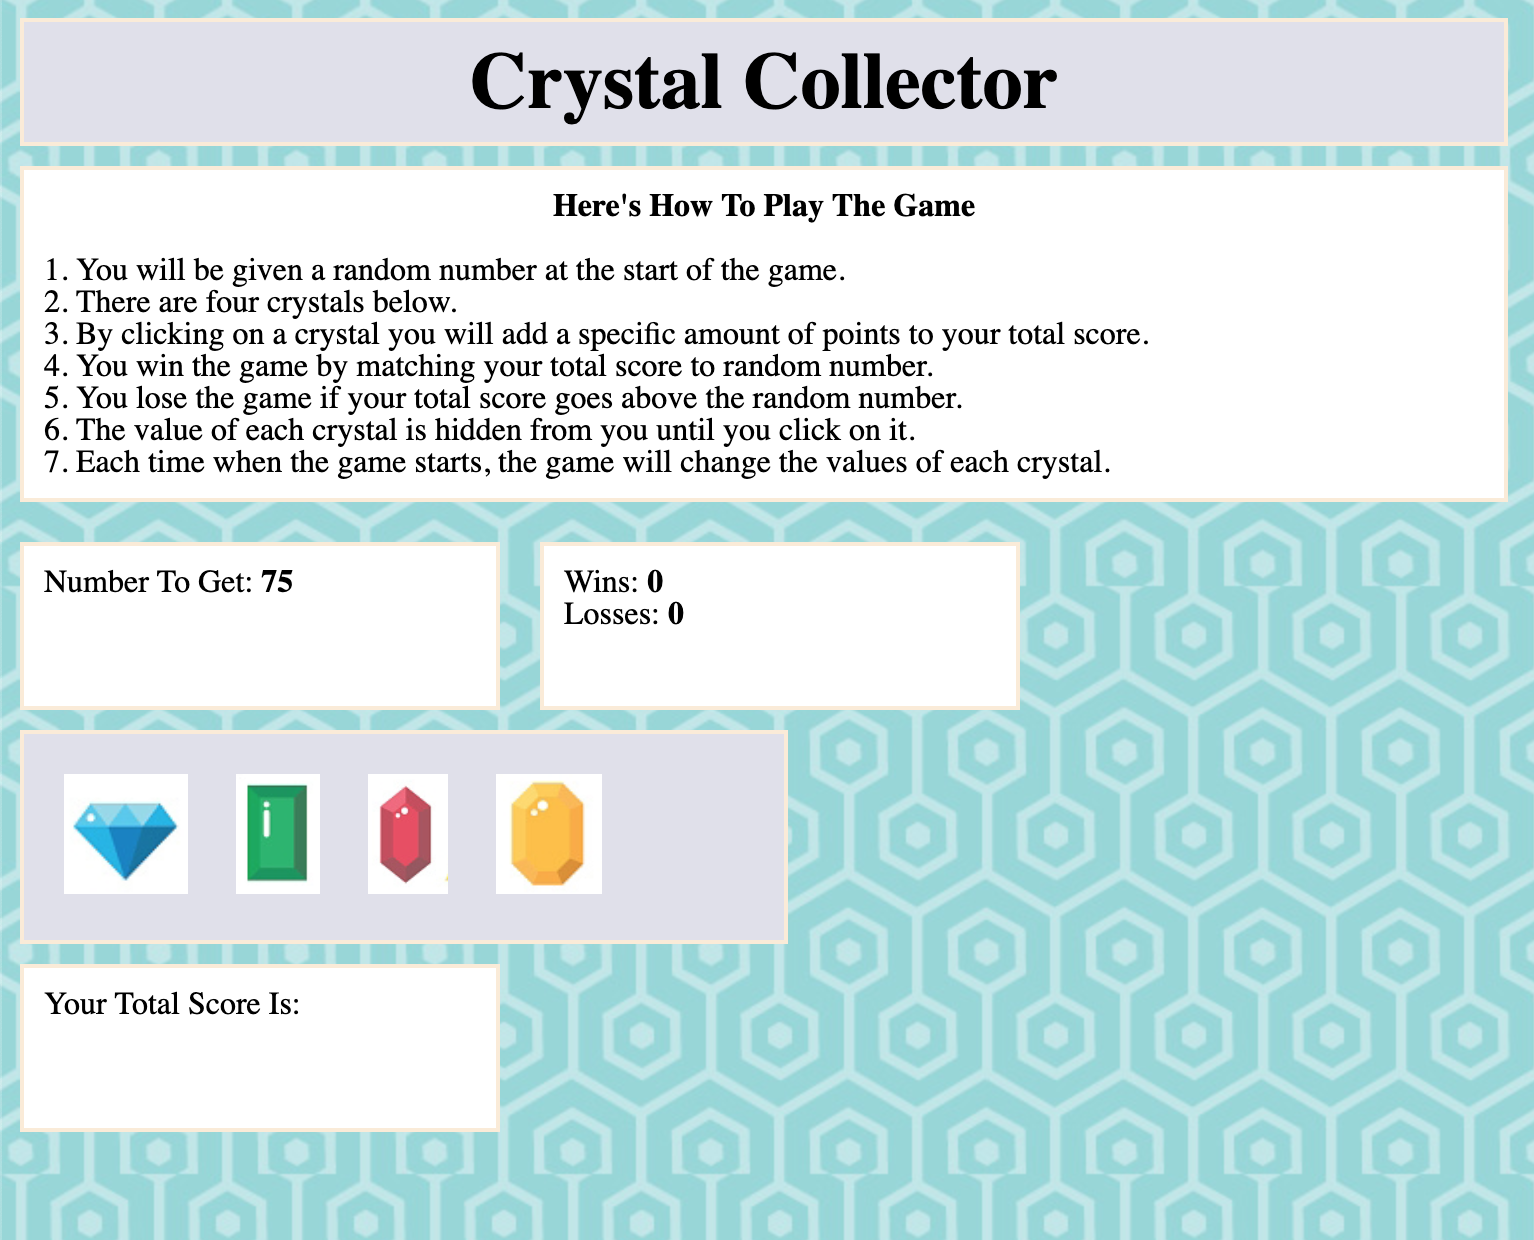 Crystal Collector
Here's How To Play The Game
1. You will be given a random number at the start of the game.
2. There are four crystals below.
3. By clicking on a crystal you will add a specific amount of points to your total score.
4. You win the game by matching your total score to random number.
5. You lose the game if your total score goes above the random number.
6. The value of each crystal is hidden from you until you click on it.
7. Each time when the game starts, the game will change the values of each crystal.
Number To Get: 75
Wins: 0
Losses: 0
Your Total Score Is: